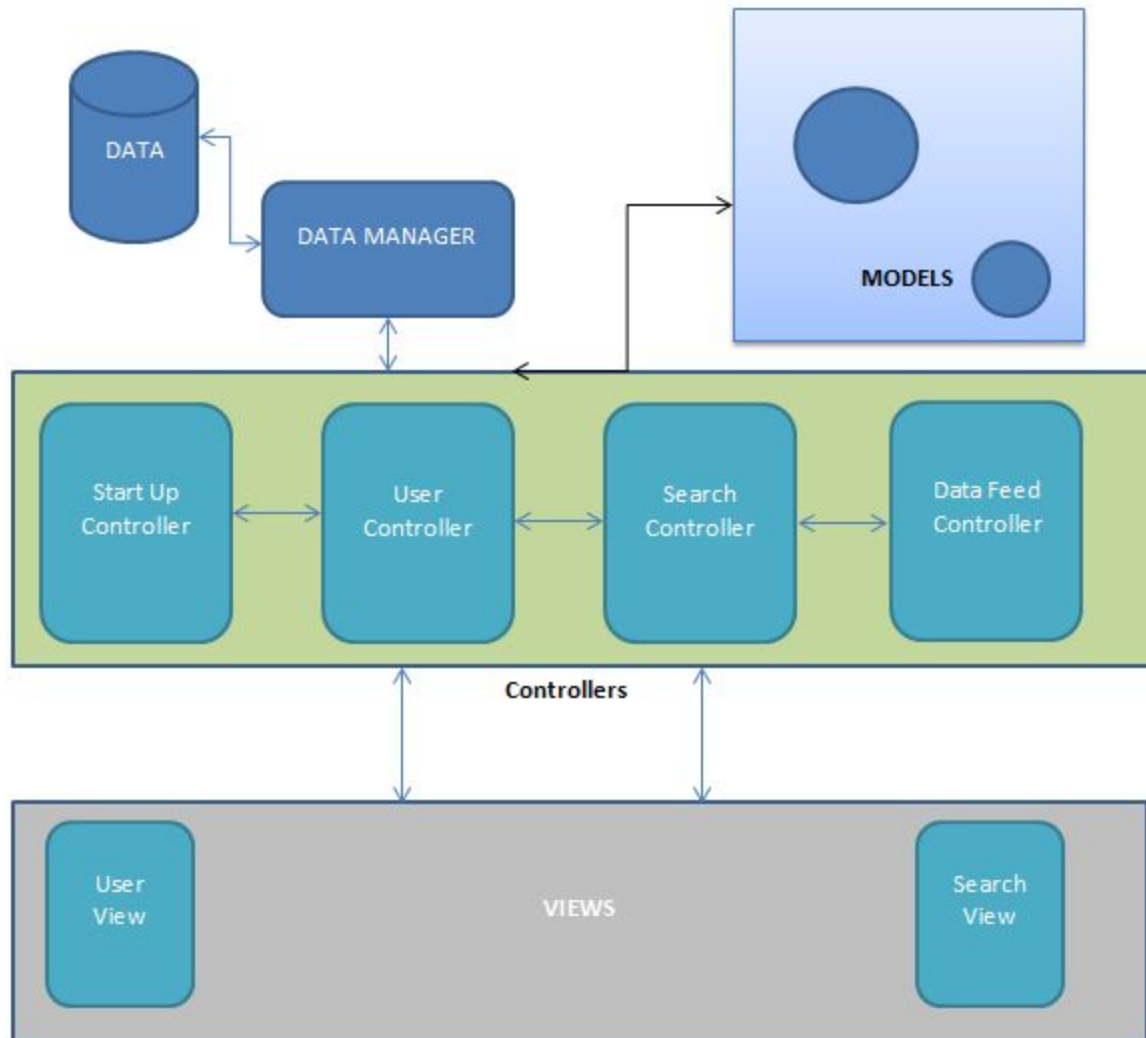 DATA
DATA MANAGER
MODELS
Start Up
Controller
User
Controller
Search
Controller
Data Feed
Controller
Controllers
User
View
VIEWS
Search
View